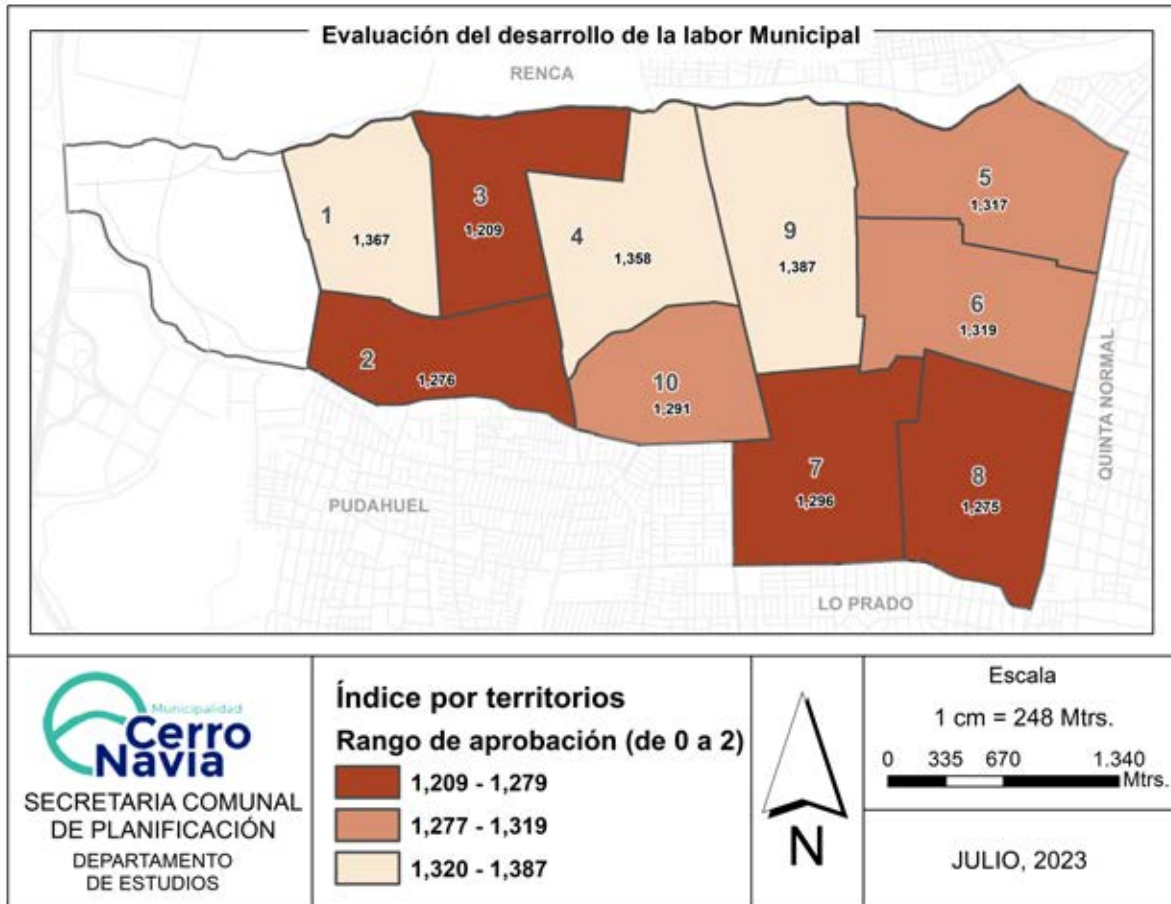 Evaluación del desarrollo de la labor Municipal
RENCA
1
1,367
3
1,209
4
1,358
9
1,387
5
1,317
6
1,319
2
1,276
10
1,291
7
1,296
8
1,275
QUINTA NORMAL
PUDAHUEL
LO PRADO
Municipalidad
Cerro
Navia
SECRETARIA COMUNAL
DE PLANIFICACIÓN
DEPARTAMENTO
DE ESTUDIOS
Índice por territorios
Rango de aprobación (de 0 a 2)
1,209 - 1,279
1,277 - 1,319
1,320 - 1,387
N
Escala
1 cm = 248 Mtrs.
0 335 670 1.340
Mtrs.
JULIO, 2023